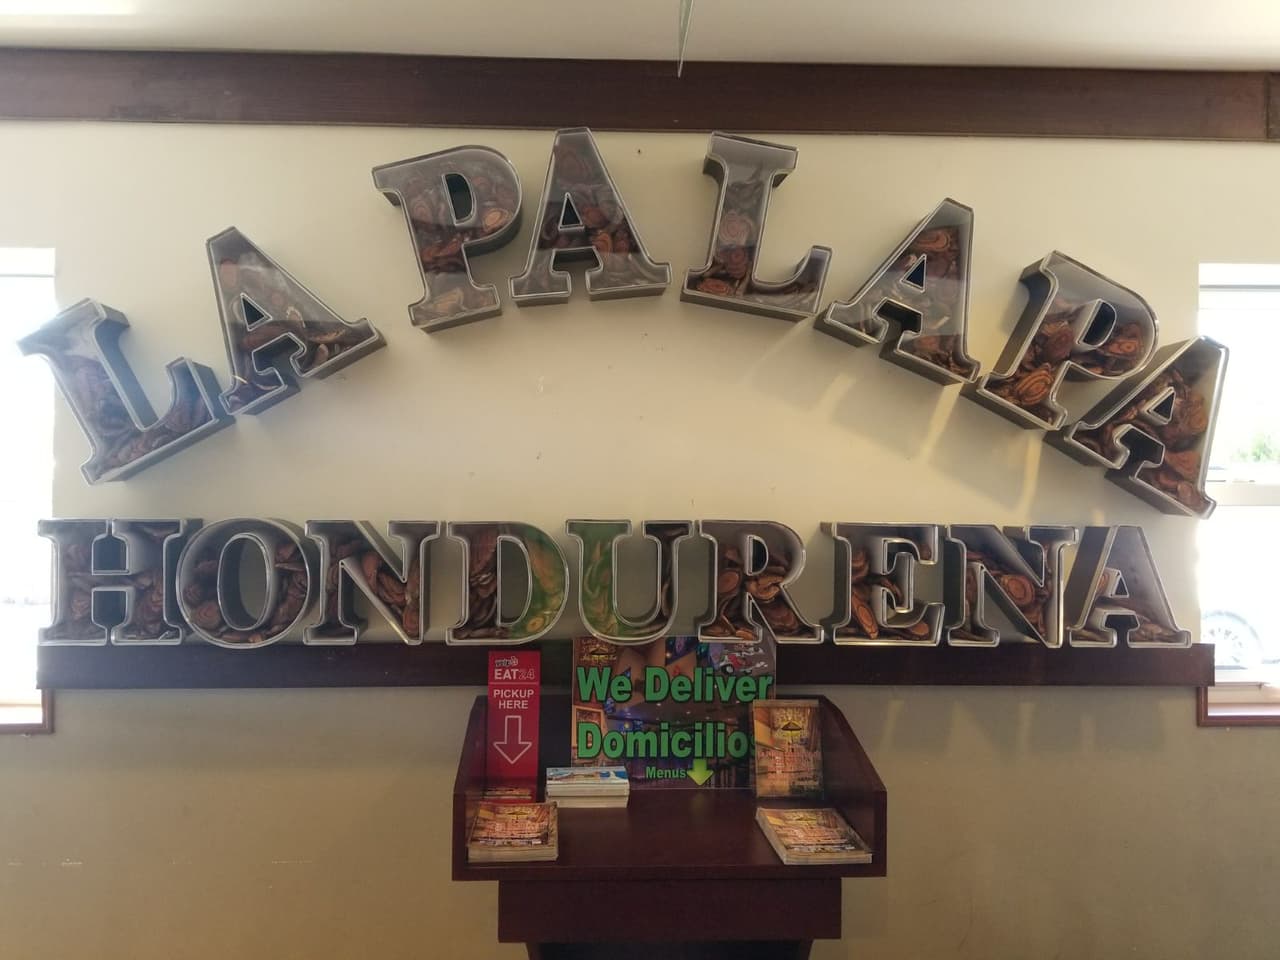 LA PALAPA
HONDURENA
EAT24
PICKUP
HERE
We Deliver
Domicilio
Menus